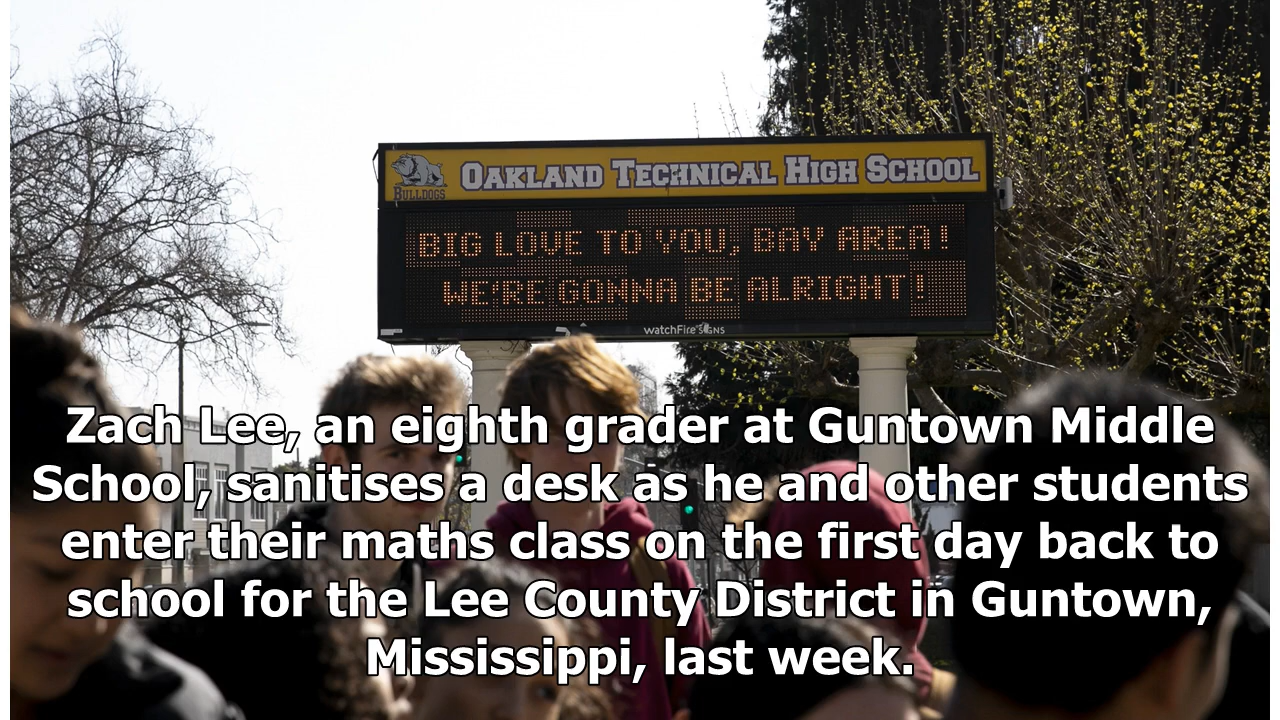 BULLDOGS
OAKLAND TECHNICAL HIGH SCHOOL
BIG LOVE TO YOU, BAY AREA!
WE'RE GONNA BE ALRIGHT!
watchFire SIGNS
Zach Lee, an eighth grader at Guntown Middle
School, sanitises a desk as he and other students
enter their maths class on the first day back to
school for the Lee County District in Guntown,
Mississippi, last week.